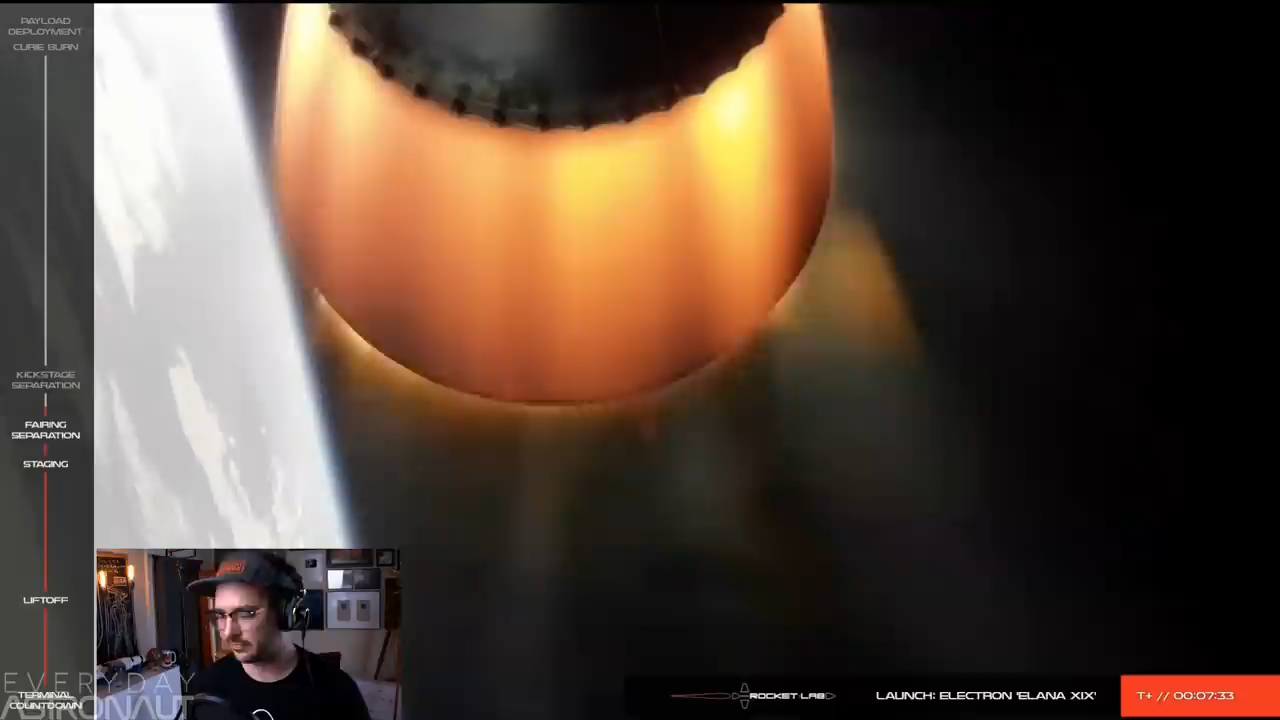 PAYLOAD
DEPLOYMENT
CURIE BURN
KICKSTAGE
SEPARATION
FAIRING
SEPARATION
STAGING
LIFTOFF
EVERYDAY
ASTRONAUT
TERMINAL
COUNTDOWN
ROCKET LAB
LAUNCH: ELECTRON 'ELANA XIX'
T+ // 00:07:33